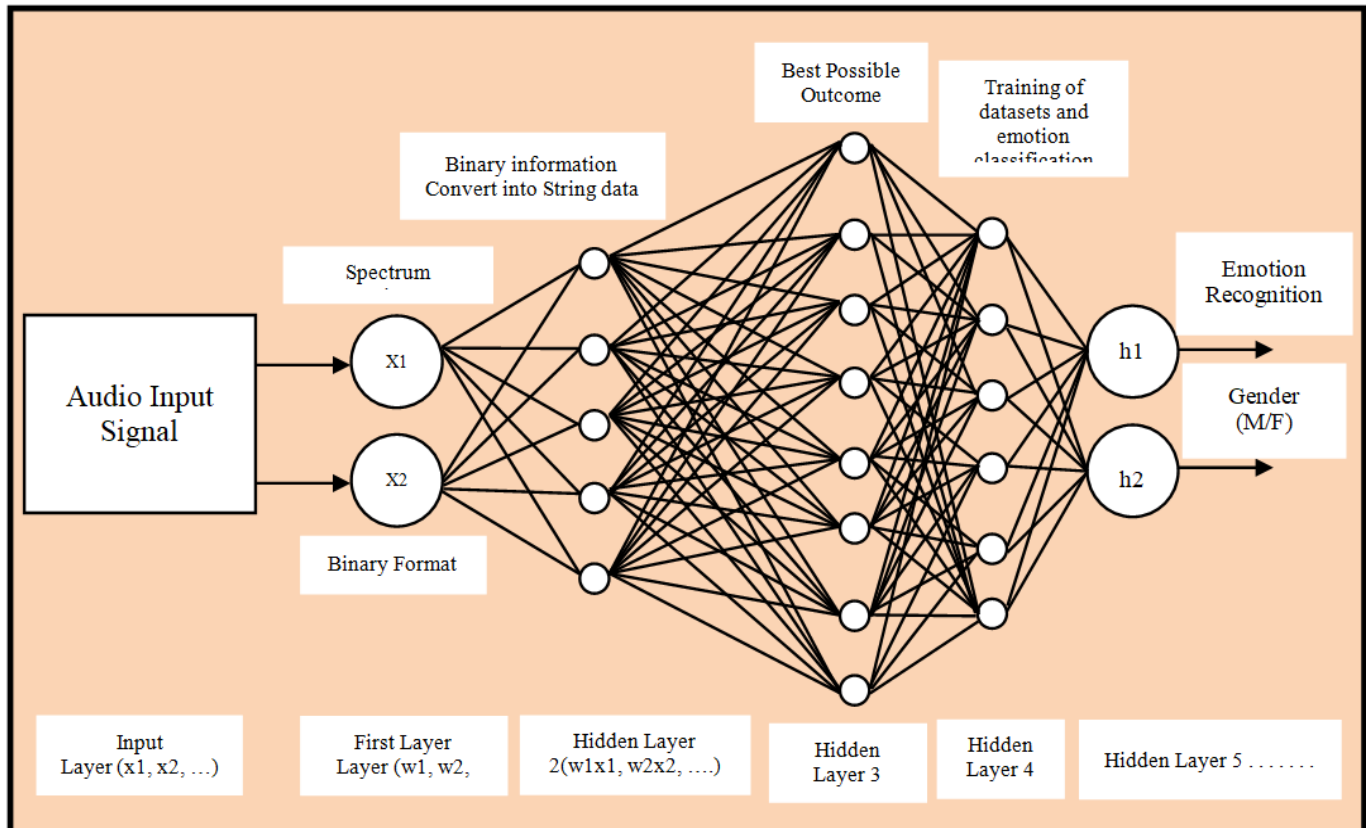 Best Possible
Outcome
Training of
datasets and
emotion
classification
Binary information
Convert into String data
Spectrum
Emotion
Recognition
X1
h1
Audio Input
Signal
Gender
(M/F)
X2
h2
Binary Format
Input
Layer (x1, x2, …)
First Layer
Layer (w1, w2,
Hidden Layer
2(w1x1, w2x2, ….)
Hidden
Layer 3
Hidden
Layer 4
Hidden Layer 5 . . . . . . .